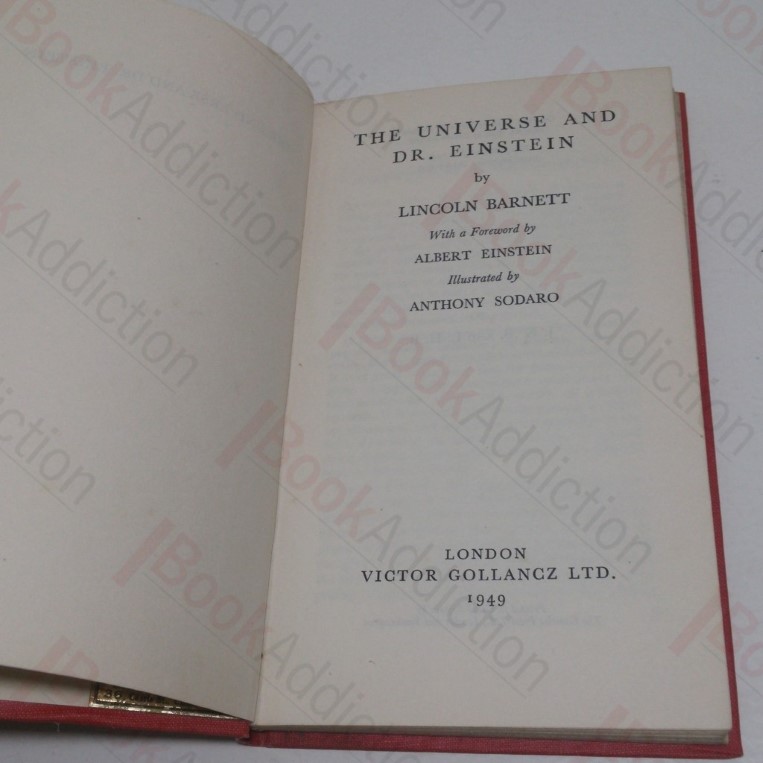 THE UNIVERSE AND
DR. EINSTEIN
by
LINCOLN BARNETT
With a Foreword by
ALBERT EINSTEIN
Illustrated by
ANTHONY SODARO
LONDON
VICTOR GOLLANCZ LTD.
1949
BookAddiction